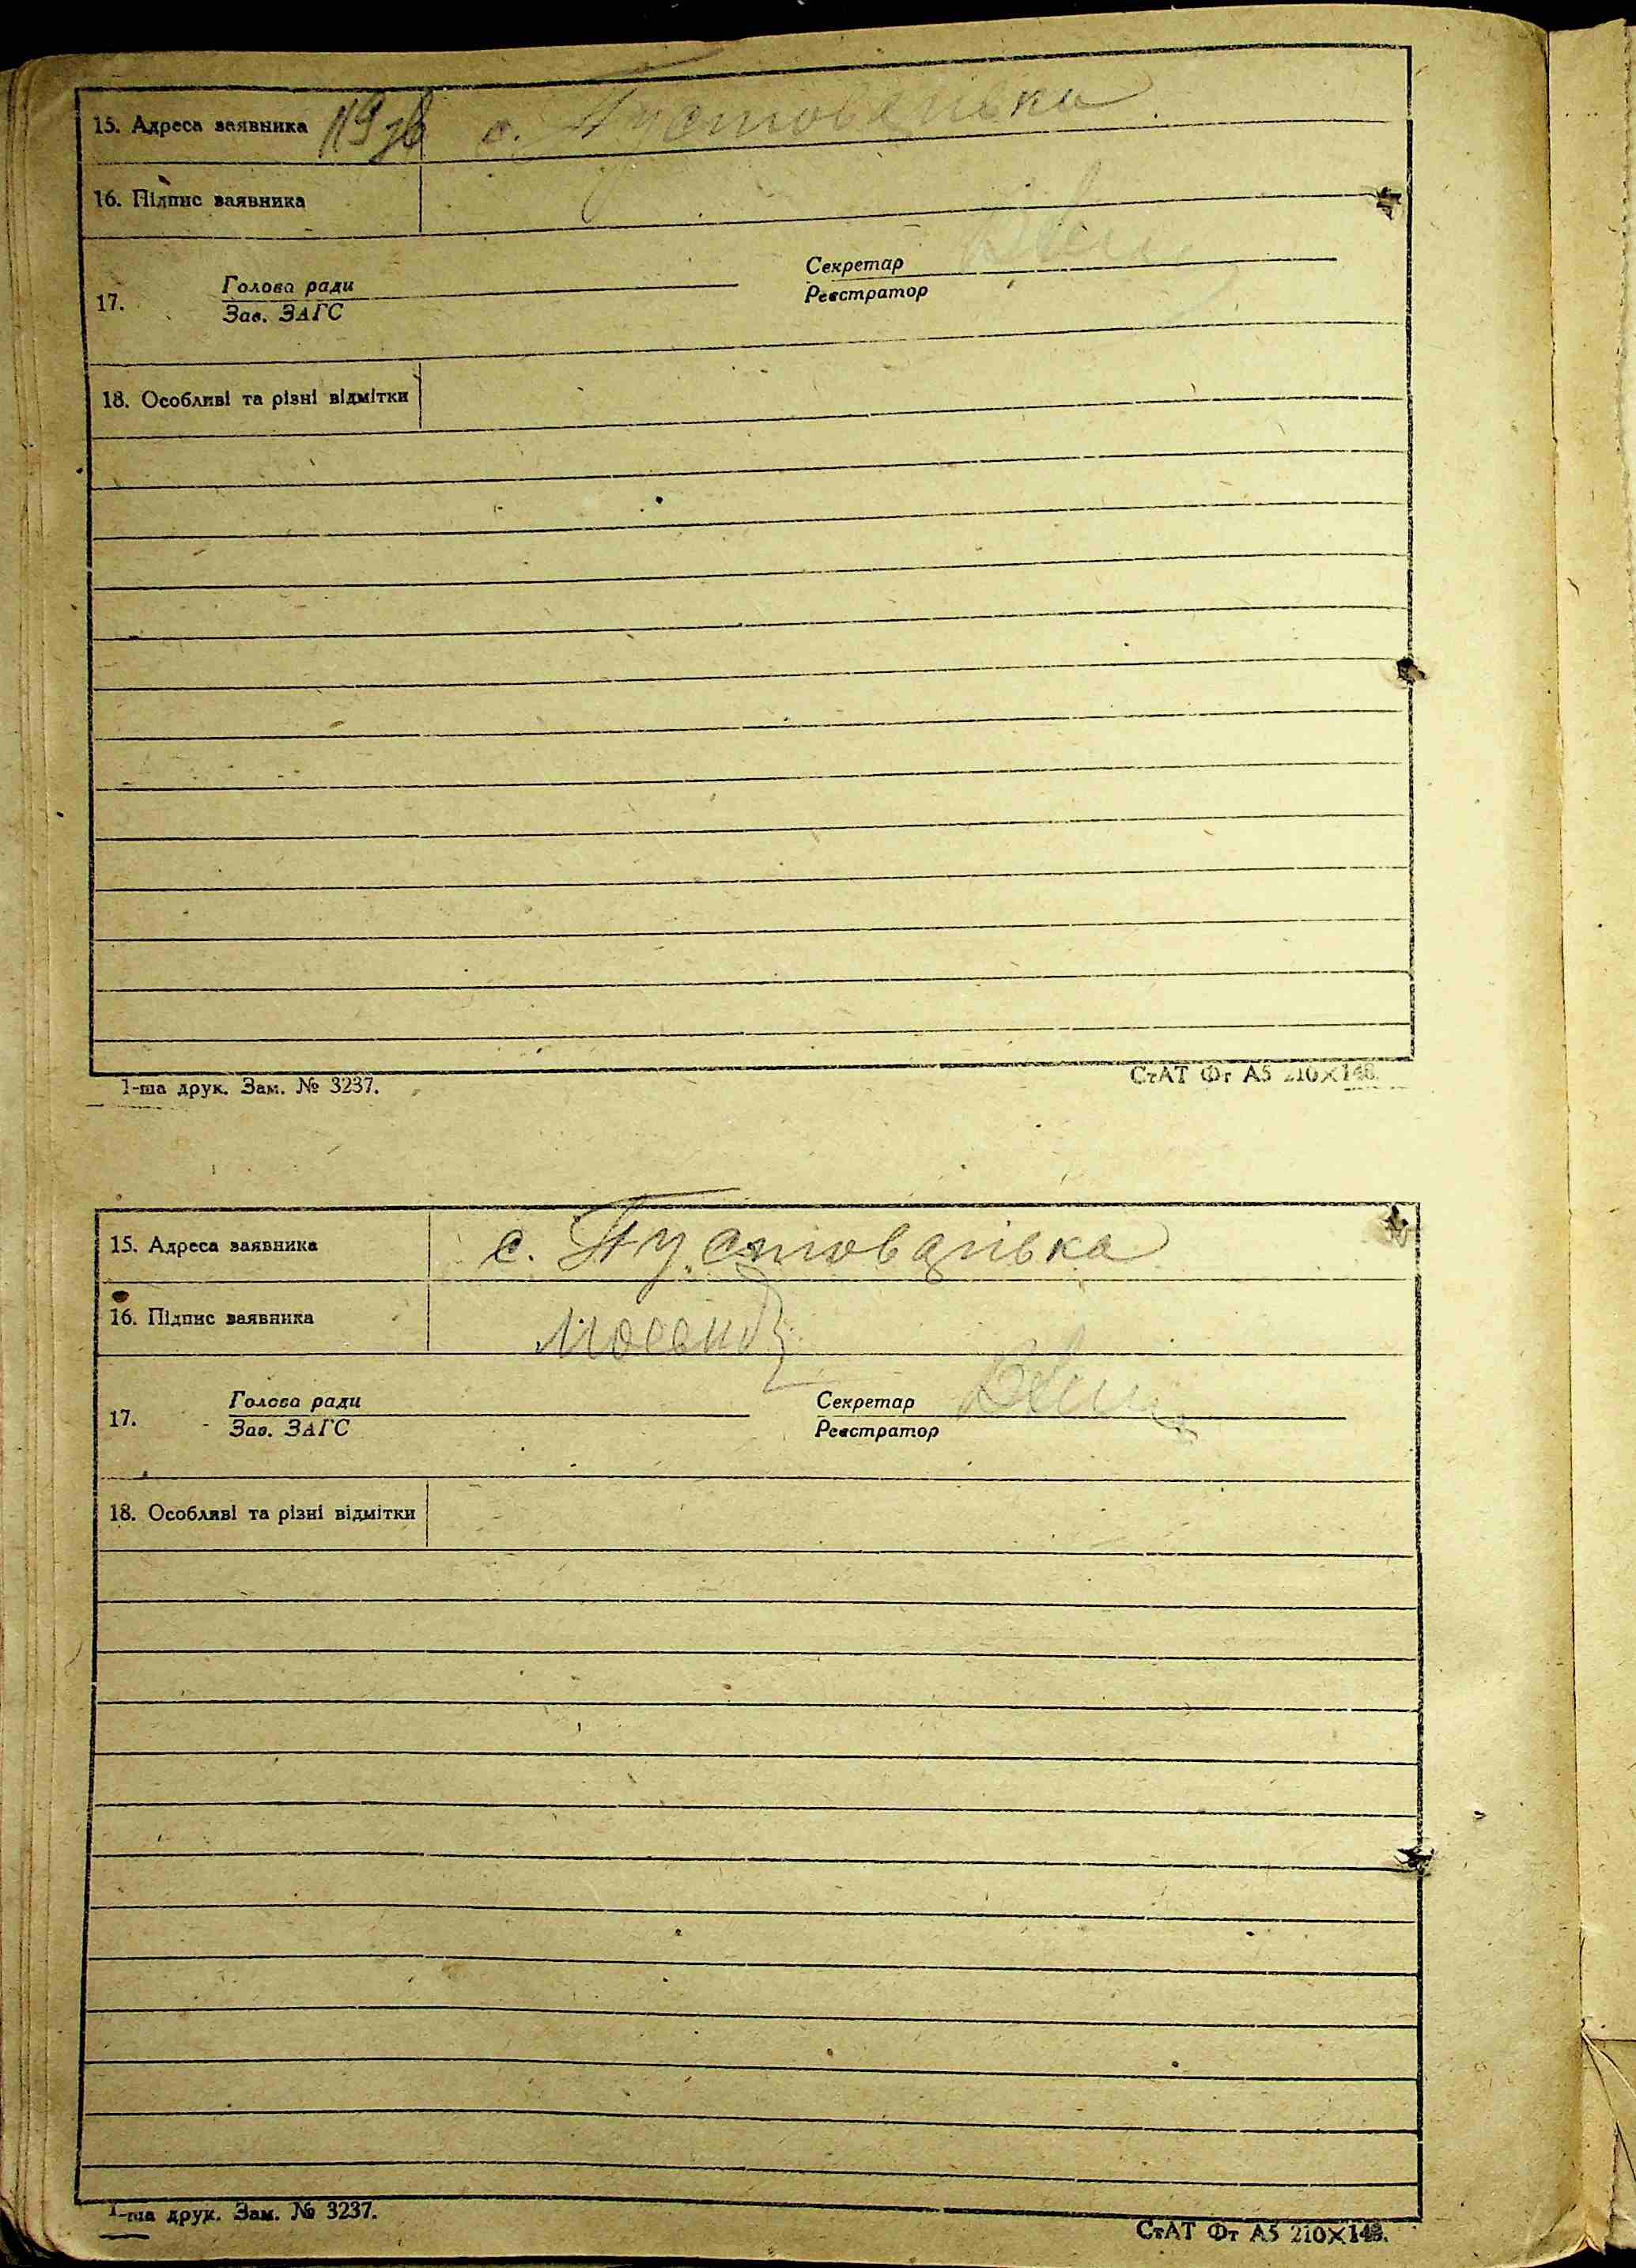 15. Адреса заявника 119зв с. Пустованівка
16. Підпис заявника
17. Голова ради Секретар
Зав. ЗАГС Реєстратор
18. Особливі та різні відмітки
1-ша друк. Зам. № 3237. СтАТ Фт А5 210×148.
15. Адреса заявника с. Пустованівка
16. Підпис заявника
17. Голова ради Секретар
Зав. ЗАГС Реєстратор
18. Особливі та різні відмітки
1-ша друк. Зам. № 3237. СтАТ Фт А5 210×148.